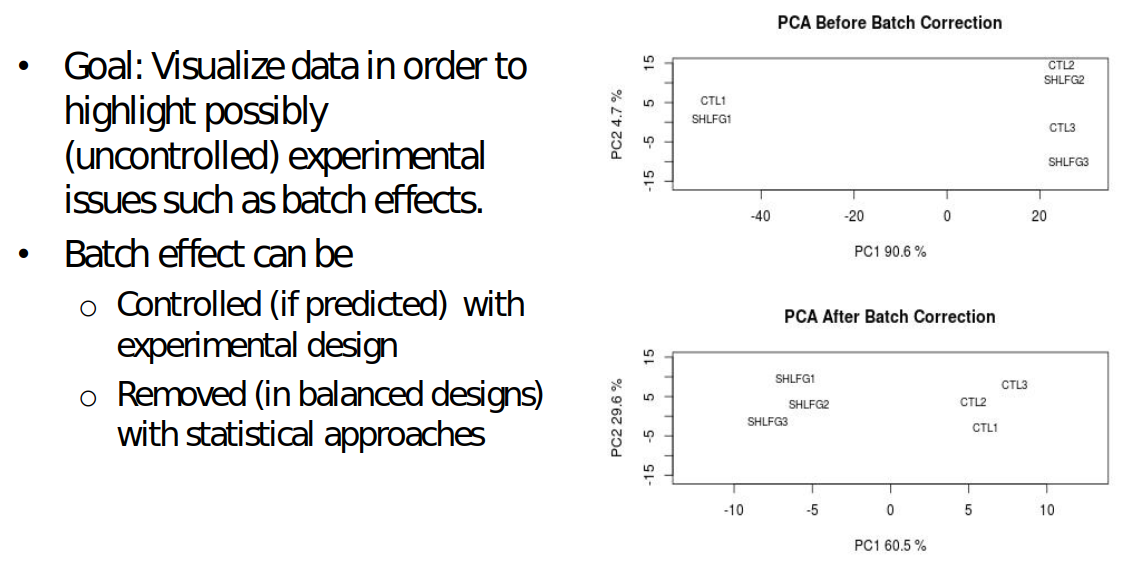 • Goal: Visualize data in order to
highlight possibly
(uncontrolled) experimental
issues such as batch effects.
• Batch effect can be
o Controlled (if predicted) with
experimental design
o Removed (in balanced designs)
with statistical approaches
PCA Before Batch Correction
PC2 4.7 %
15
5
-5
-15
CTL2
SHLFG2
CTL1
SHLFG1
CTL3
SHLFG3
-40 -20 0 20
PC1 90.6 %
PCA After Batch Correction
PC2 29.6 %
15
5
-5
-15
SHLFG1
CTL3
SHLFG2
CTL2
SHLFG3
CTL1
-10 -5 0 5 10
PC1 60.5 %